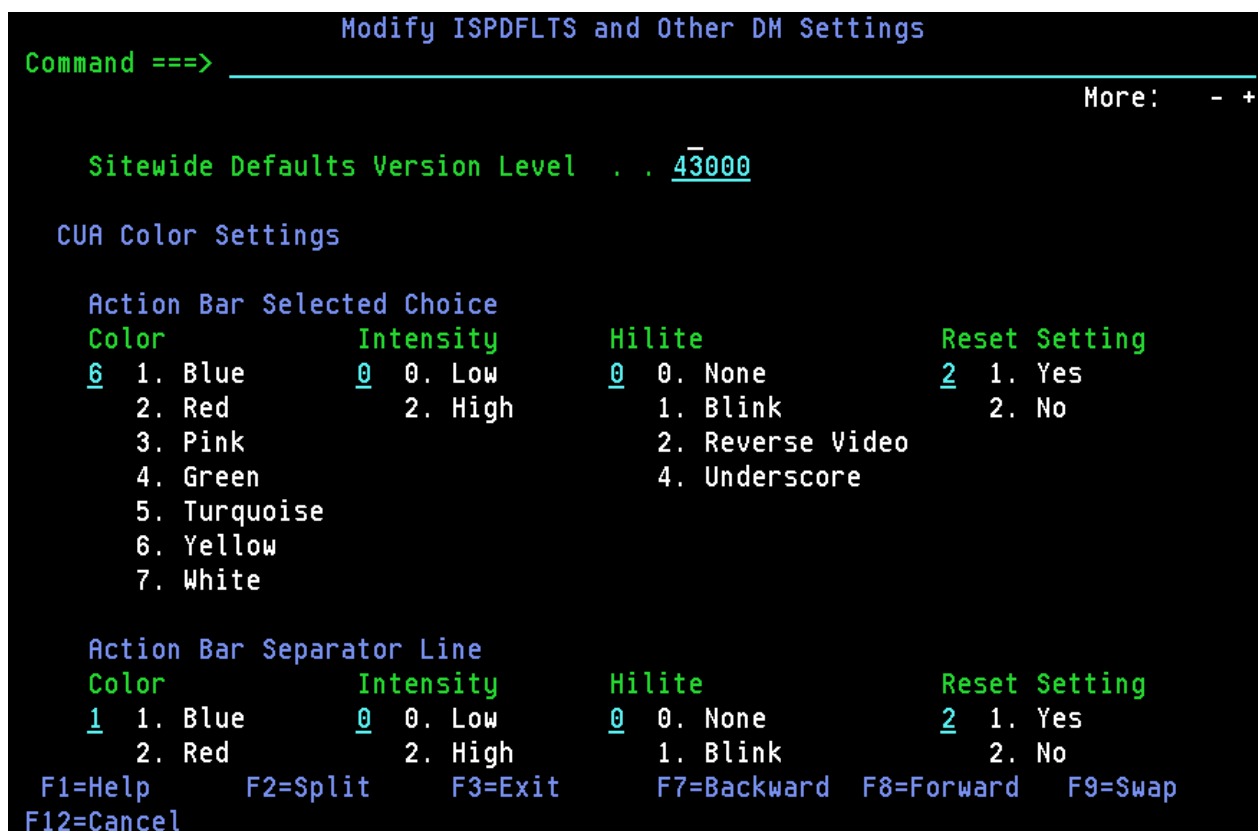 Modify ISPDFLTS and Other DM Settings
Command ===>
More: - +
Sitewide Defaults Version Level . . 43000
CUA Color Settings
Action Bar Selected Choice
Color Intensity Hilite Reset Setting
6 1. Blue 0 0. Low 0 0. None 2 1. Yes
2. Red 2. High 1. Blink 2. No
3. Pink 2. Reverse Video
4. Green 4. Underscore
5. Turquoise
6. Yellow
7. White
Action Bar Separator Line
Color Intensity Hilite Reset Setting
1 1. Blue 0 0. Low 0 0. None 2 1. Yes
2. Red 2. High 1. Blink 2. No
F1=Help F2=Split F3=Exit F7=Backward F8=Forward F9=Swap
F12=Cancel